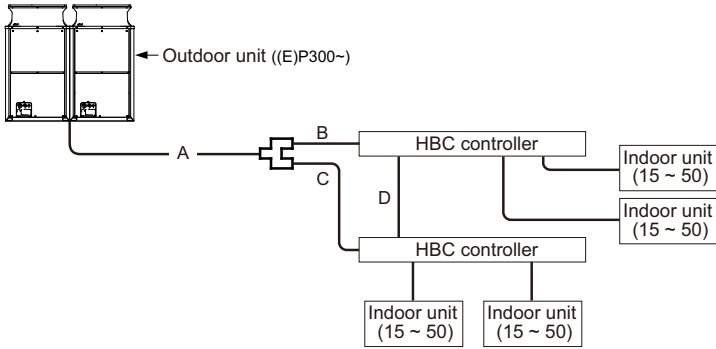 Outdoor unit ((E)P300~)
A
B
C
D
HBC controller
Indoor unit
(15 ~ 50)
Indoor unit
(15 ~ 50)
HBC controller
Indoor unit
(15 ~ 50)
Indoor unit
(15 ~ 50)